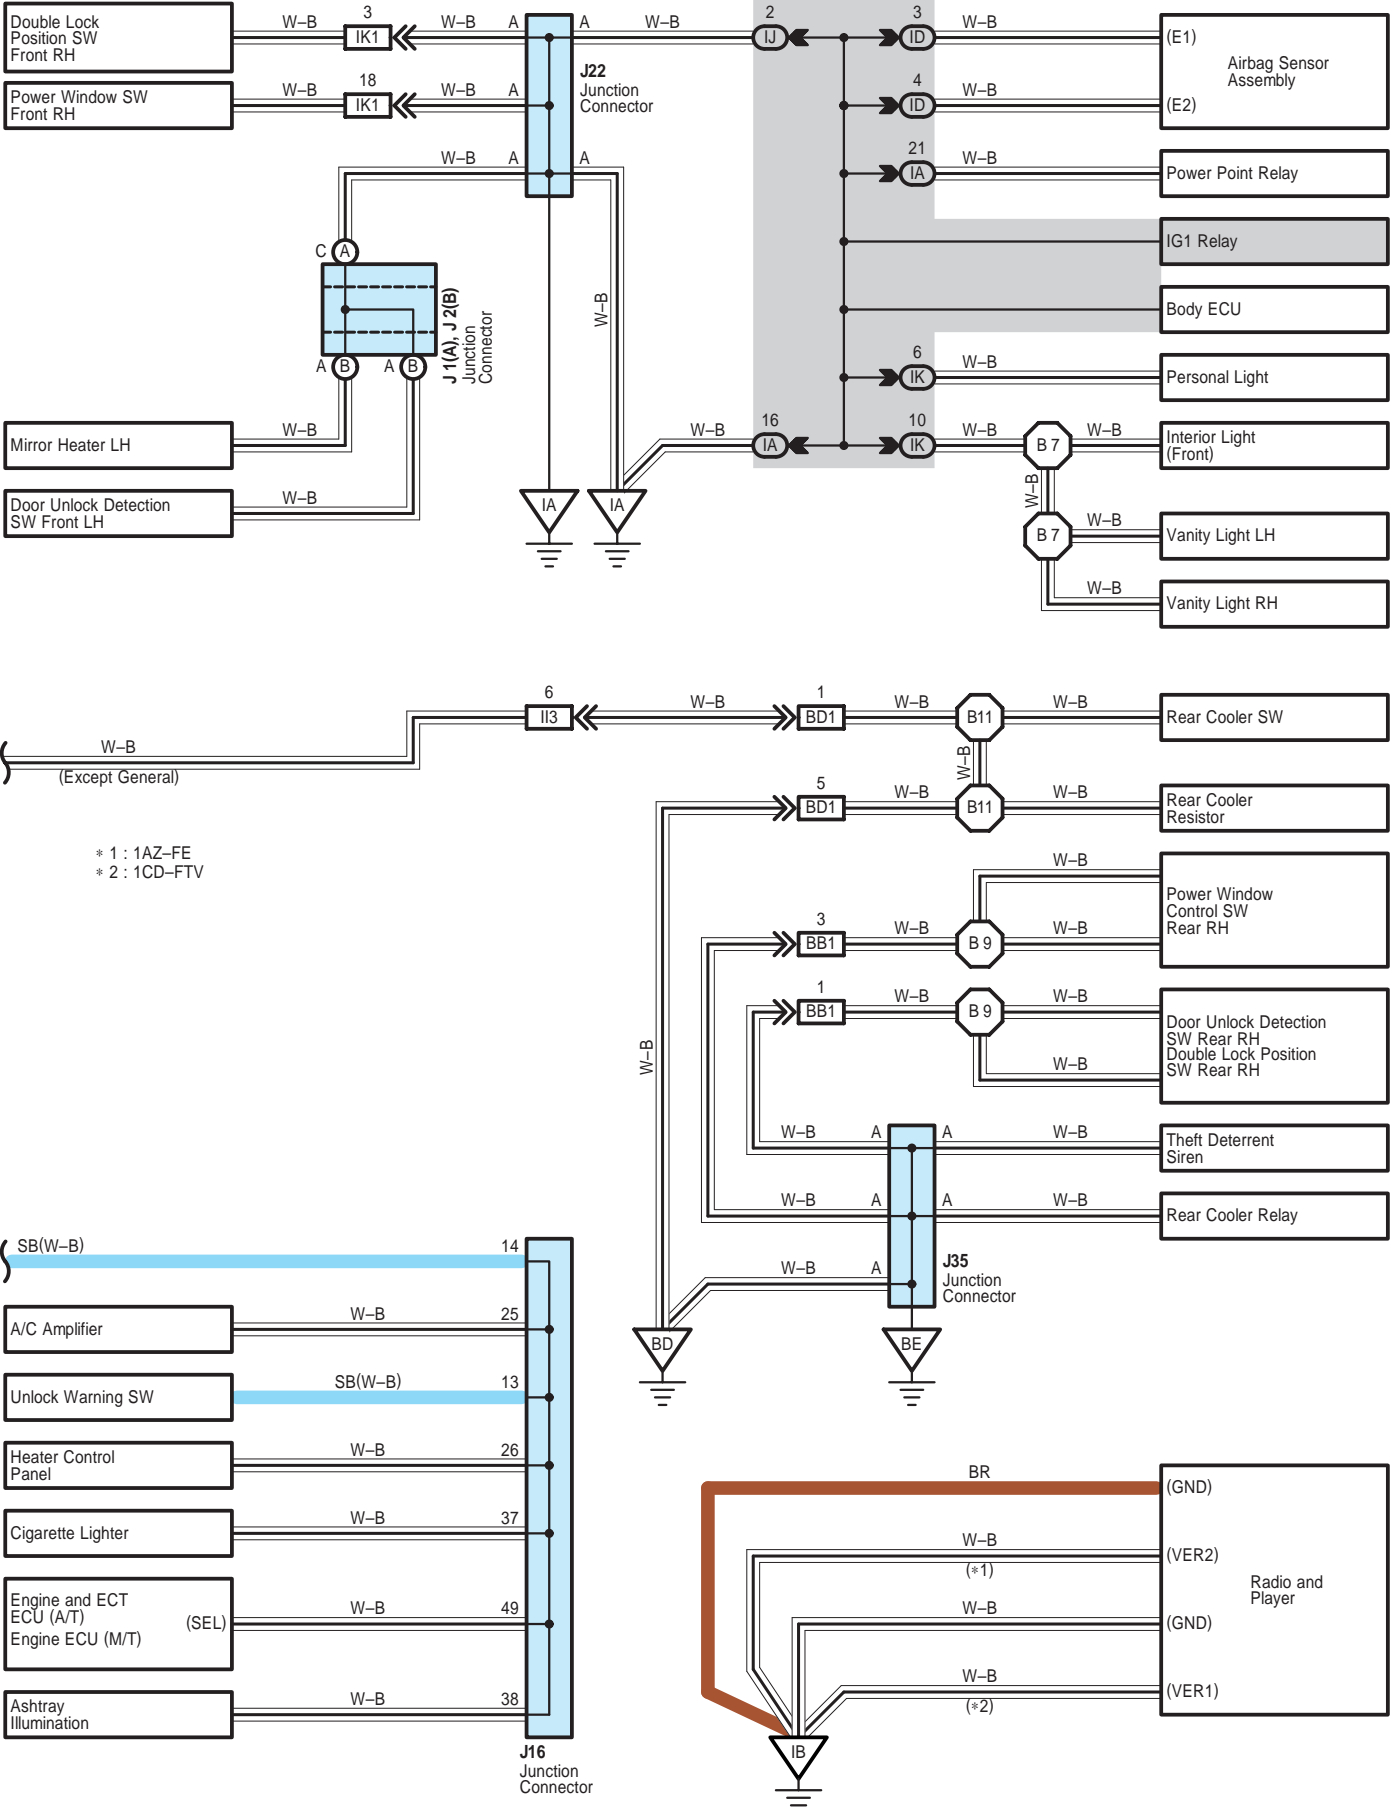 Double Lock
Position SW
Front RH
W–B
3
IK1
W–B
A
A
W–B
2
IJ
3
ID
W–B
(E1)
Airbag Sensor
Assembly
J22
Junction
Connector
Power Window SW
Front RH
W–B
18
IK1
W–B
A
4
ID
W–B
(E2)
W–B
A
A
21
IA
W–B
Power Point Relay
C
A
IG1 Relay
J 1(A), J 2(B)
Junction
Connector
W–B
Body ECU
A
B
A
B
6
IK
W–B
Personal Light
Mirror Heater LH
W–B
W–B
16
IA
10
IK
W–B
B 7
W–B
Interior Light
(Front)
W–B
Door Unlock Detection
SW Front LH
W–B
IA
IA
B 7
W–B
Vanity Light LH
W–B
Vanity Light RH
W–B
(Except General)
6
II3
W–B
1
BD1
W–B
B11
W–B
Rear Cooler SW
W–B
5
BD1
W–B
B11
W–B
Rear Cooler
Resistor
∗ 1 : 1AZ–FE
∗ 2 : 1CD–FTV
W–B
Power Window
Control SW
Rear RH
3
BB1
W–B
B 9
W–B
1
BB1
W–B
B 9
W–B
Door Unlock Detection
SW Rear RH
Double Lock Position
SW Rear RH
W–B
W–B
W–B
A
A
W–B
Theft Deterrent
Siren
W–B
A
A
W–B
Rear Cooler Relay
W–B
A
J35
Junction
Connector
BD
BE
SB(W–B)
14
A/C Amplifier
W–B
25
Unlock Warning SW
SB(W–B)
13
Heater Control
Panel
W–B
26
Cigarette Lighter
W–B
37
Engine and ECT
ECU (A/T)
Engine ECU (M/T)
(SEL)
W–B
49
Ashtray
Illumination
W–B
38
J16
Junction
Connector
BR
(GND)
W–B
(∗1)
(VER2)
Radio and
Player
W–B
(GND)
W–B
(∗2)
(VER1)
IB